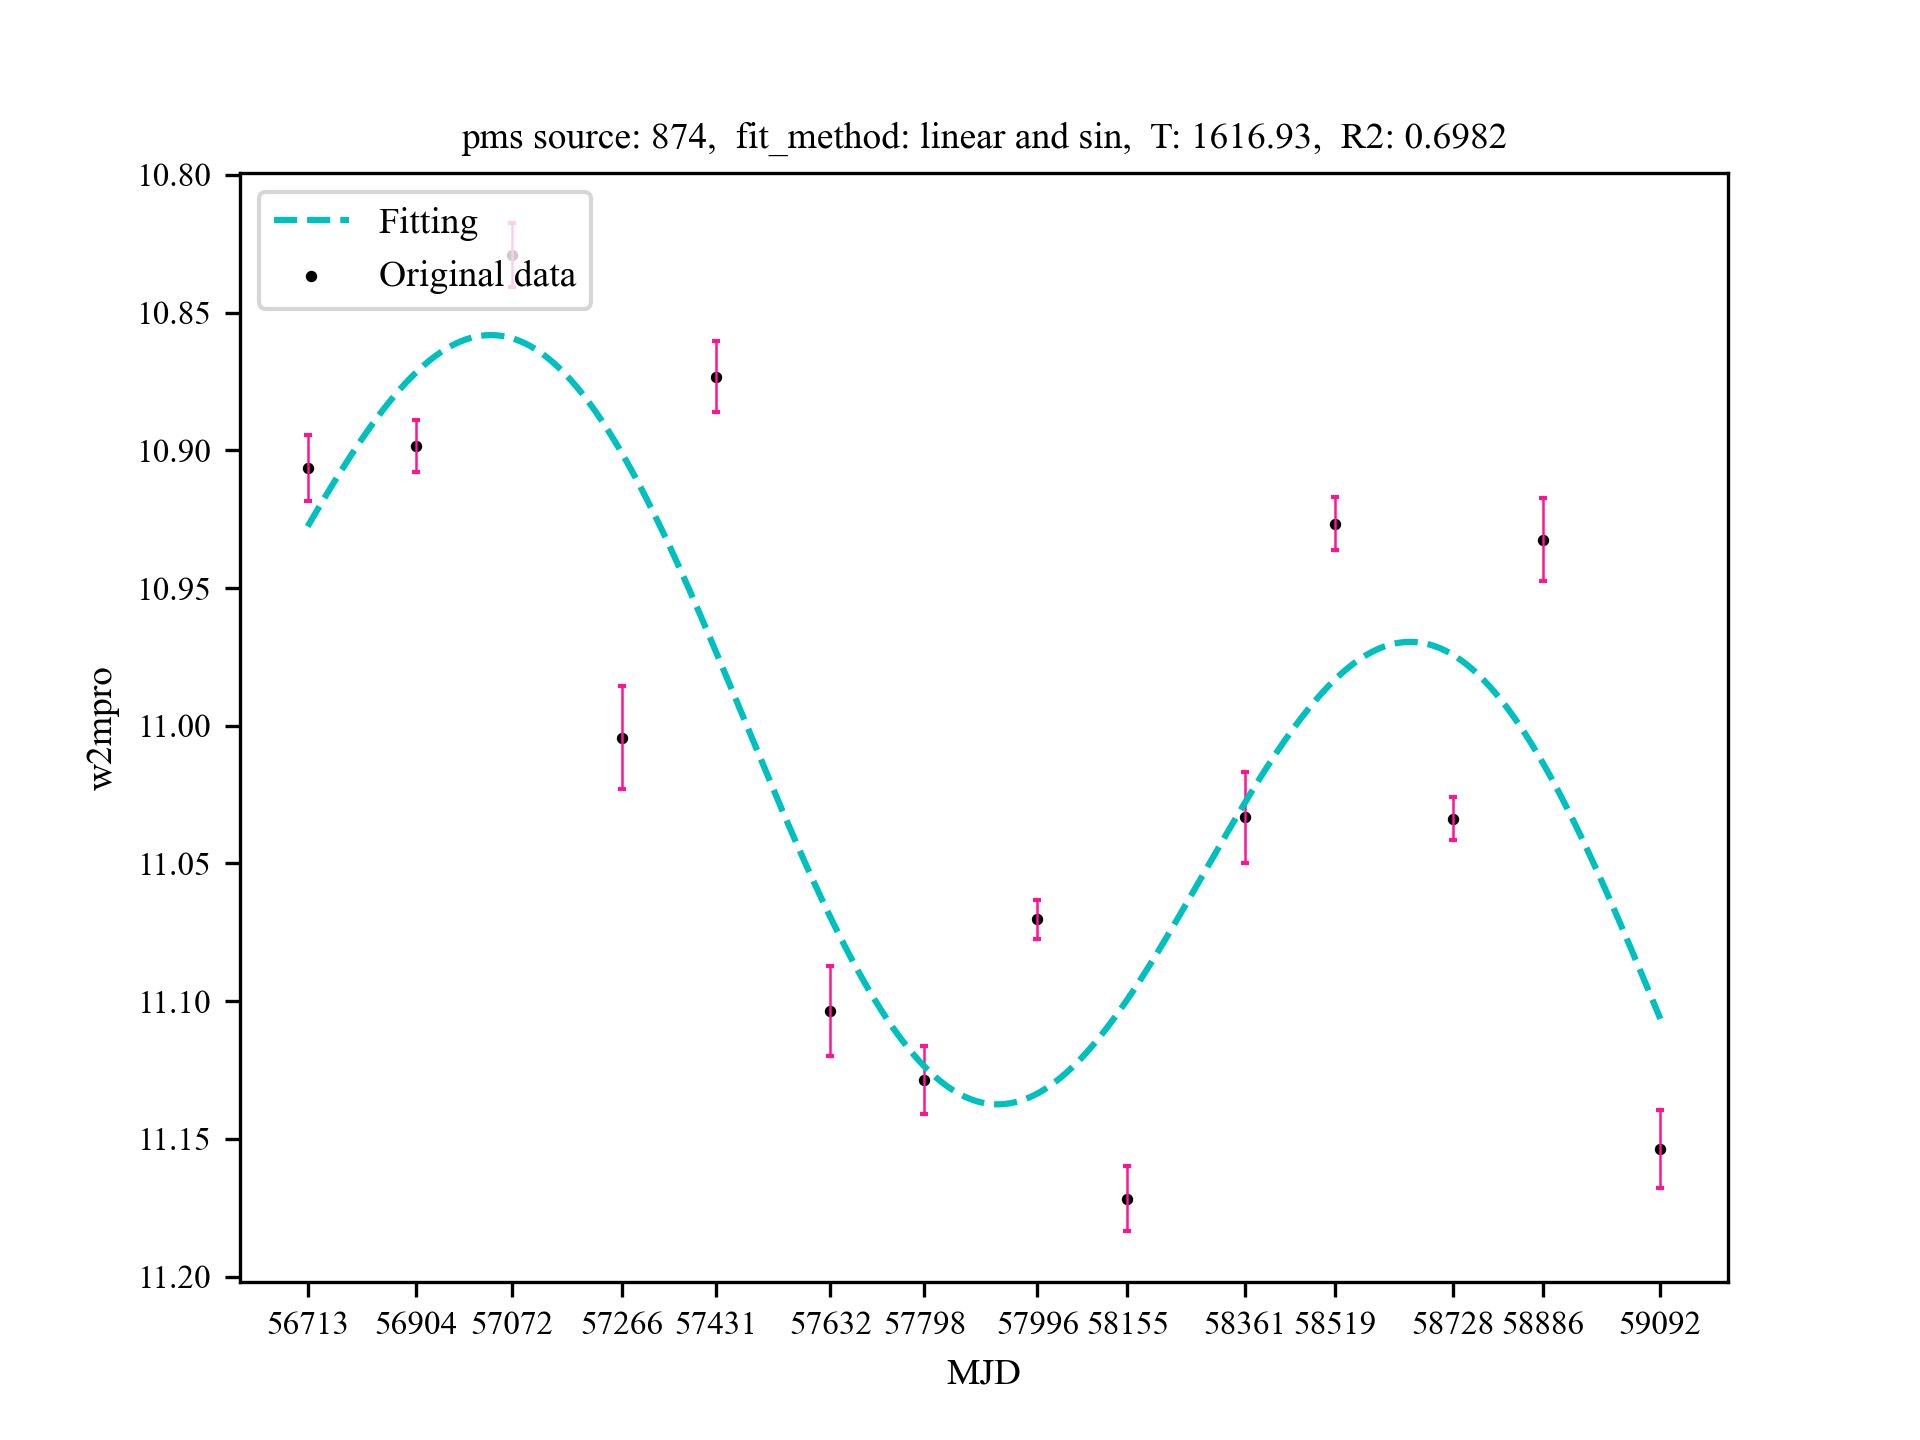 pms source: 874, fit_method: linear and sin, T: 1616.93, R2: 0.6982
10.80
10.85
10.90
10.95
11.00
11.05
11.10
11.15
11.20
w2mpro
Fitting
Original data
56713 56904 57072 57266 57431 57632 57798 57996 58155 58361 58519 58728 58886 59092
MJD